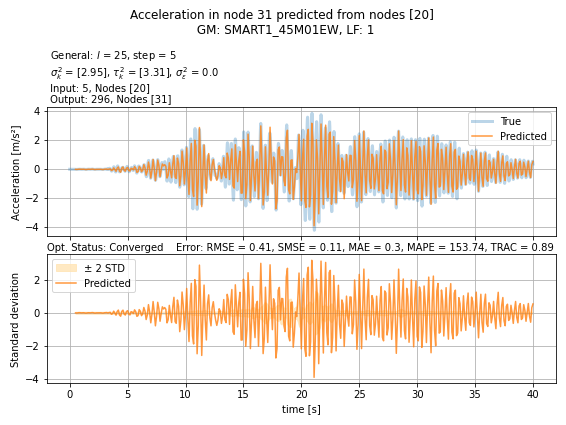 Acceleration in node 31 predicted from nodes [20]
GM: SMART1_45M01EW, LF: 1
General: l = 25, step = 5
σ²ₖ = [2.95], τ²ₖ = [3.31], σ²ε = 0.0
Input: 5, Nodes [20]
Output: 296, Nodes [31]
Acceleration [m/s²]
4
2
0
−2
−4
True
Predicted
Opt. Status: Converged Error: RMSE = 0.41, SMSE = 0.11, MAE = 0.3, MAPE = 153.74, TRAC = 0.89
Standard deviation
2
0
−2
−4
± 2 STD
Predicted
0 5 10 15 20 25 30 35 40
time [s]